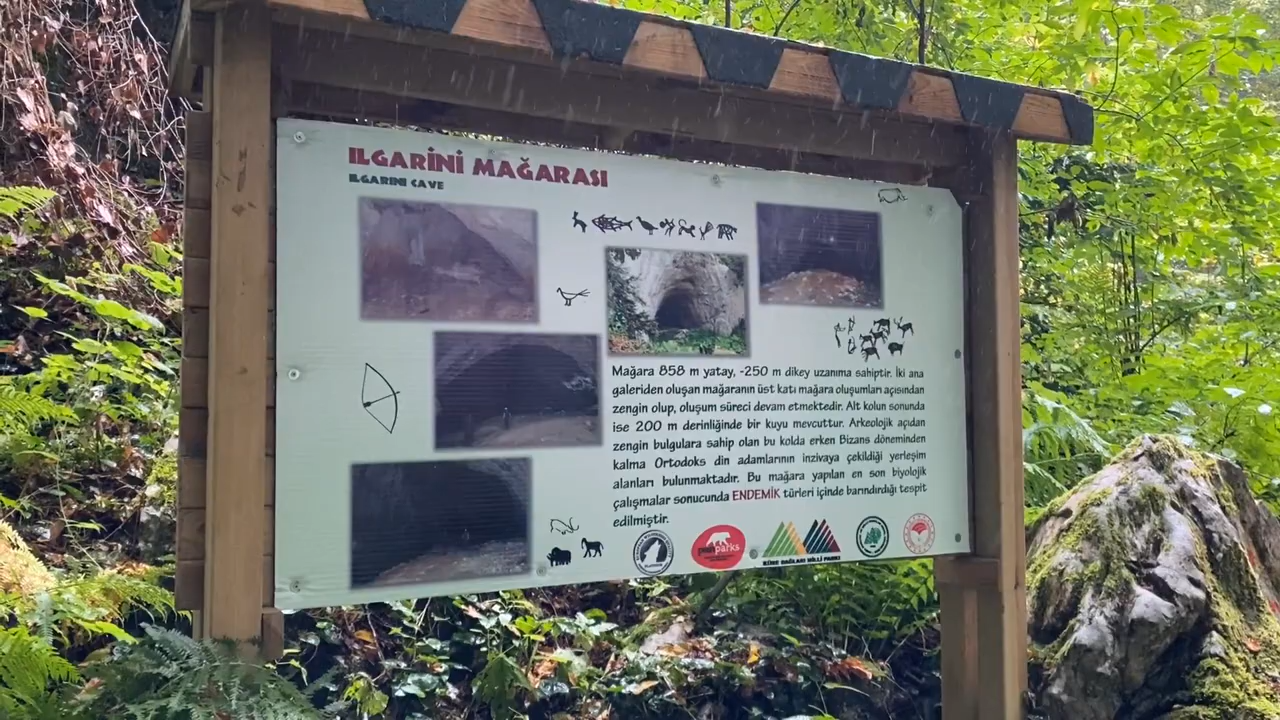 ILGARİNİ MAĞARASI
ILGARINI CAVE
Mağara 858 m yatay, -250 m dikey uzanıma sahiptir. İki ana
galeriden oluşan mağaranın üst katı mağara oluşumları açısından
zengin olup, oluşum süreci devam etmektedir. Alt kolun sonunda
ise 200 m derinliğinde bir kuyu mevcuttur. Arkeolojik açıdan
zengin bulgulara sahip olan bu kolda erken Bizans döneminden
kalma Ortodoks din adamlarının inzivaya çekildiği yerleşim
alanları bulunmaktadır. Bu mağara yapılan en son biyolojik
çalışmalar sonucunda ENDEMİK türleri içinde barındırdığı tespit
edilmiştir.
pan parks
KÜRE DAĞLARI MİLLİ PARKI